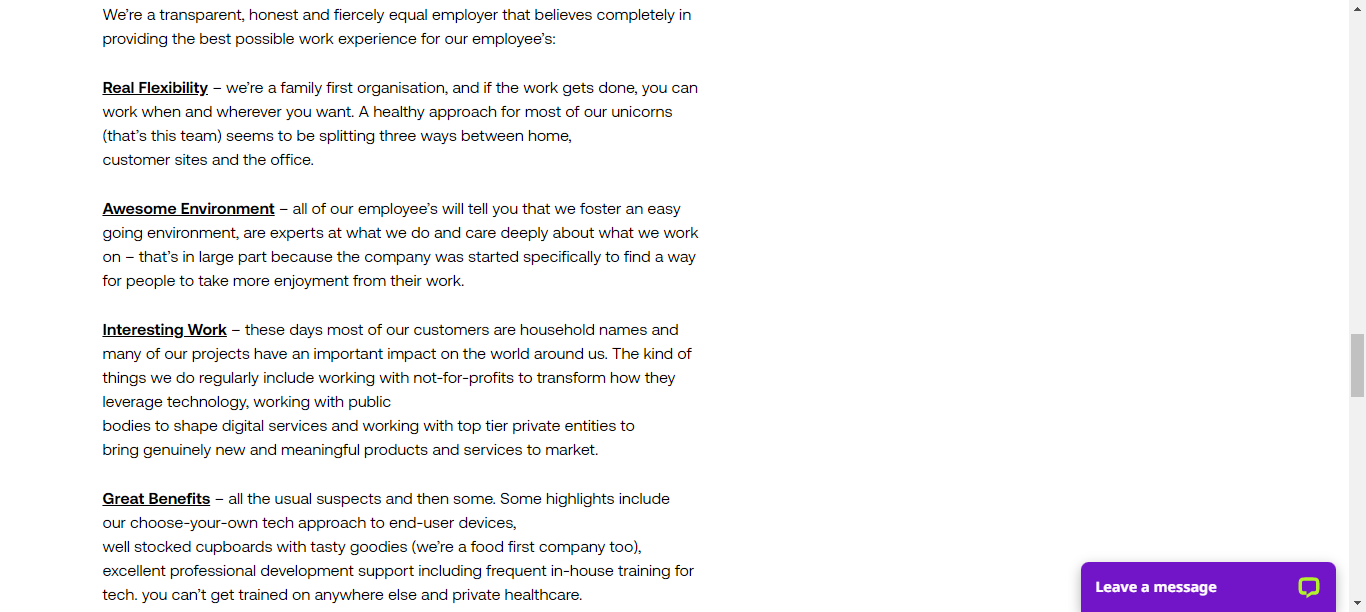 We’re a transparent, honest and fiercely equal employer that believes completely in
providing the best possible work experience for our employee’s:
Real Flexibility – we’re a family first organisation, and if the work gets done, you can
work when and wherever you want. A healthy approach for most of our unicorns
(that’s this team) seems to be splitting three ways between home,
customer sites and the office.
Awesome Environment – all of our employee’s will tell you that we foster an easy
going environment, are experts at what we do and care deeply about what we work
on – that’s in large part because the company was started specifically to find a way
for people to take more enjoyment from their work.
Interesting Work – these days most of our customers are household names and
many of our projects have an important impact on the world around us. The kind of
things we do regularly include working with not-for-profits to transform how they
leverage technology, working with public
bodies to shape digital services and working with top tier private entities to
bring genuinely new and meaningful products and services to market.
Great Benefits – all the usual suspects and then some. Some highlights include
our choose-your-own tech approach to end-user devices,
well stocked cupboards with tasty goodies (we’re a food first company too),
excellent professional development support including frequent in-house training for
tech. you can’t get trained on anywhere else and private healthcare.
Leave a message